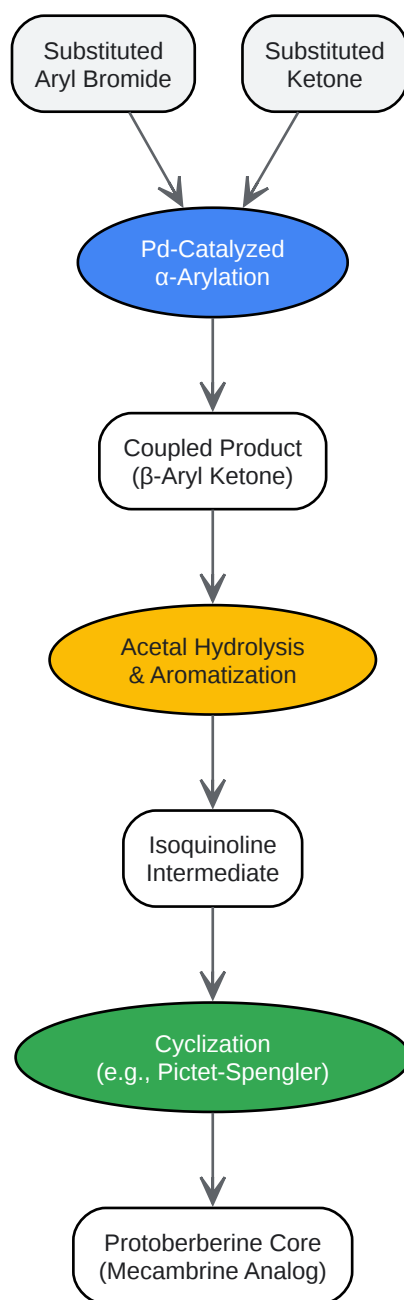 Substituted
Aryl Bromide
Substituted
Ketone
Pd-Catalyzed
α-Arylation
Coupled Product
(β-Aryl Ketone)
Acetal Hydrolysis
& Aromatization
Isoquinoline
Intermediate
Cyclization
(e.g., Pictet-Spengler)
Protoberberine Core
(Mecambrine Analog)